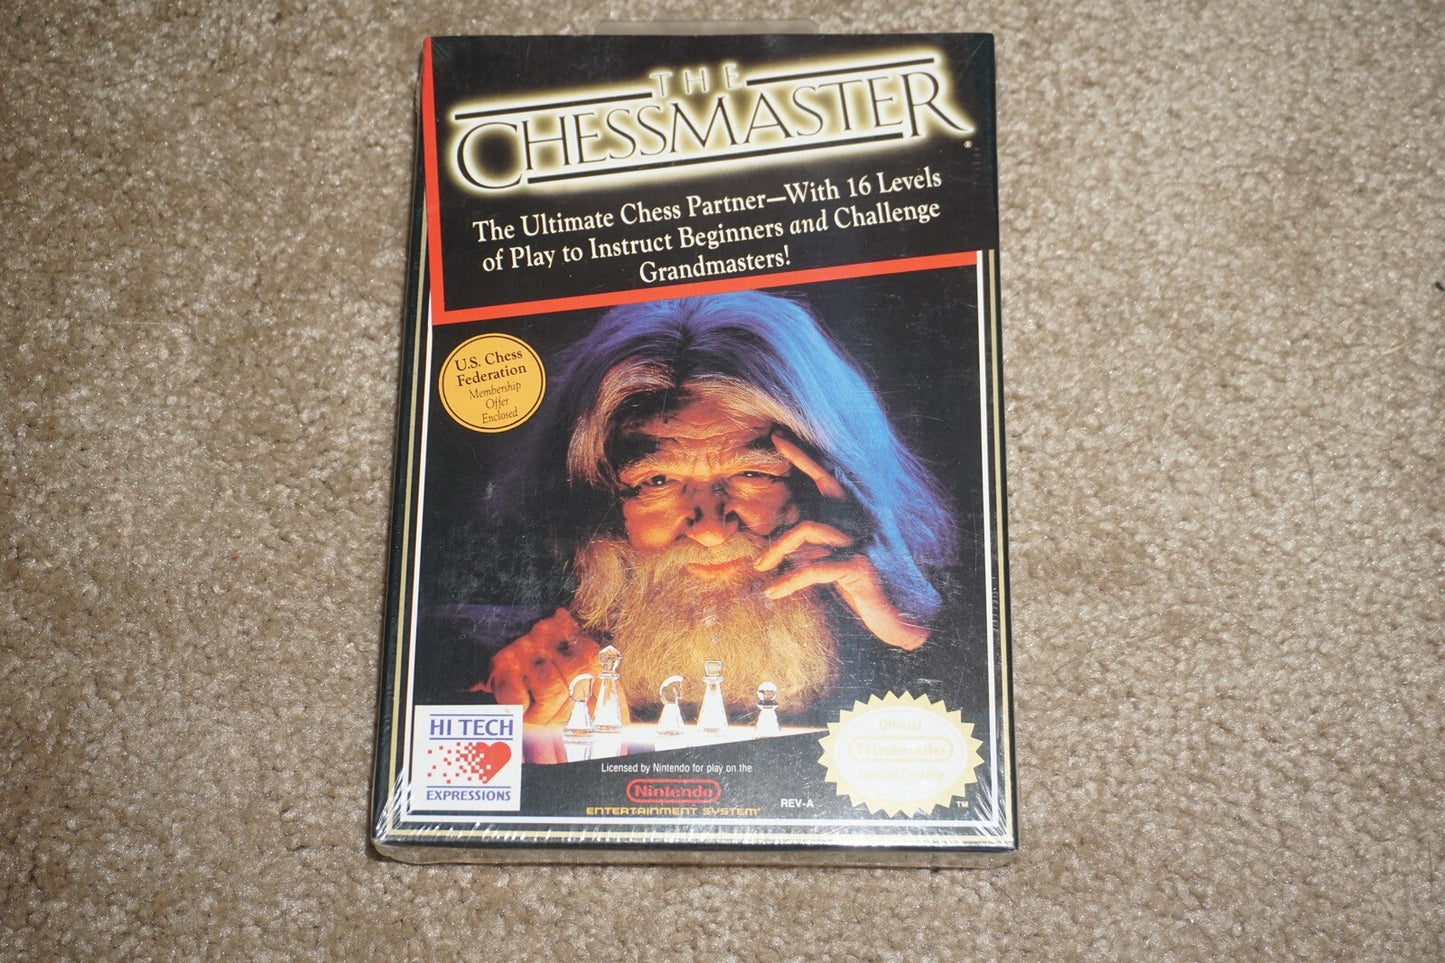 THE
CHESSMASTER
The Ultimate Chess Partner—With 16 Levels
of Play to Instruct Beginners and Challenge
Grandmasters!
U.S. Chess
Federation
Membership
Offer
Enclosed
HI TECH
EXPRESSIONS
Licensed by Nintendo for play on the
Nintendo
ENTERTAINMENT SYSTEM
REV-A
Official
Nintendo
Seal of Quality
TM